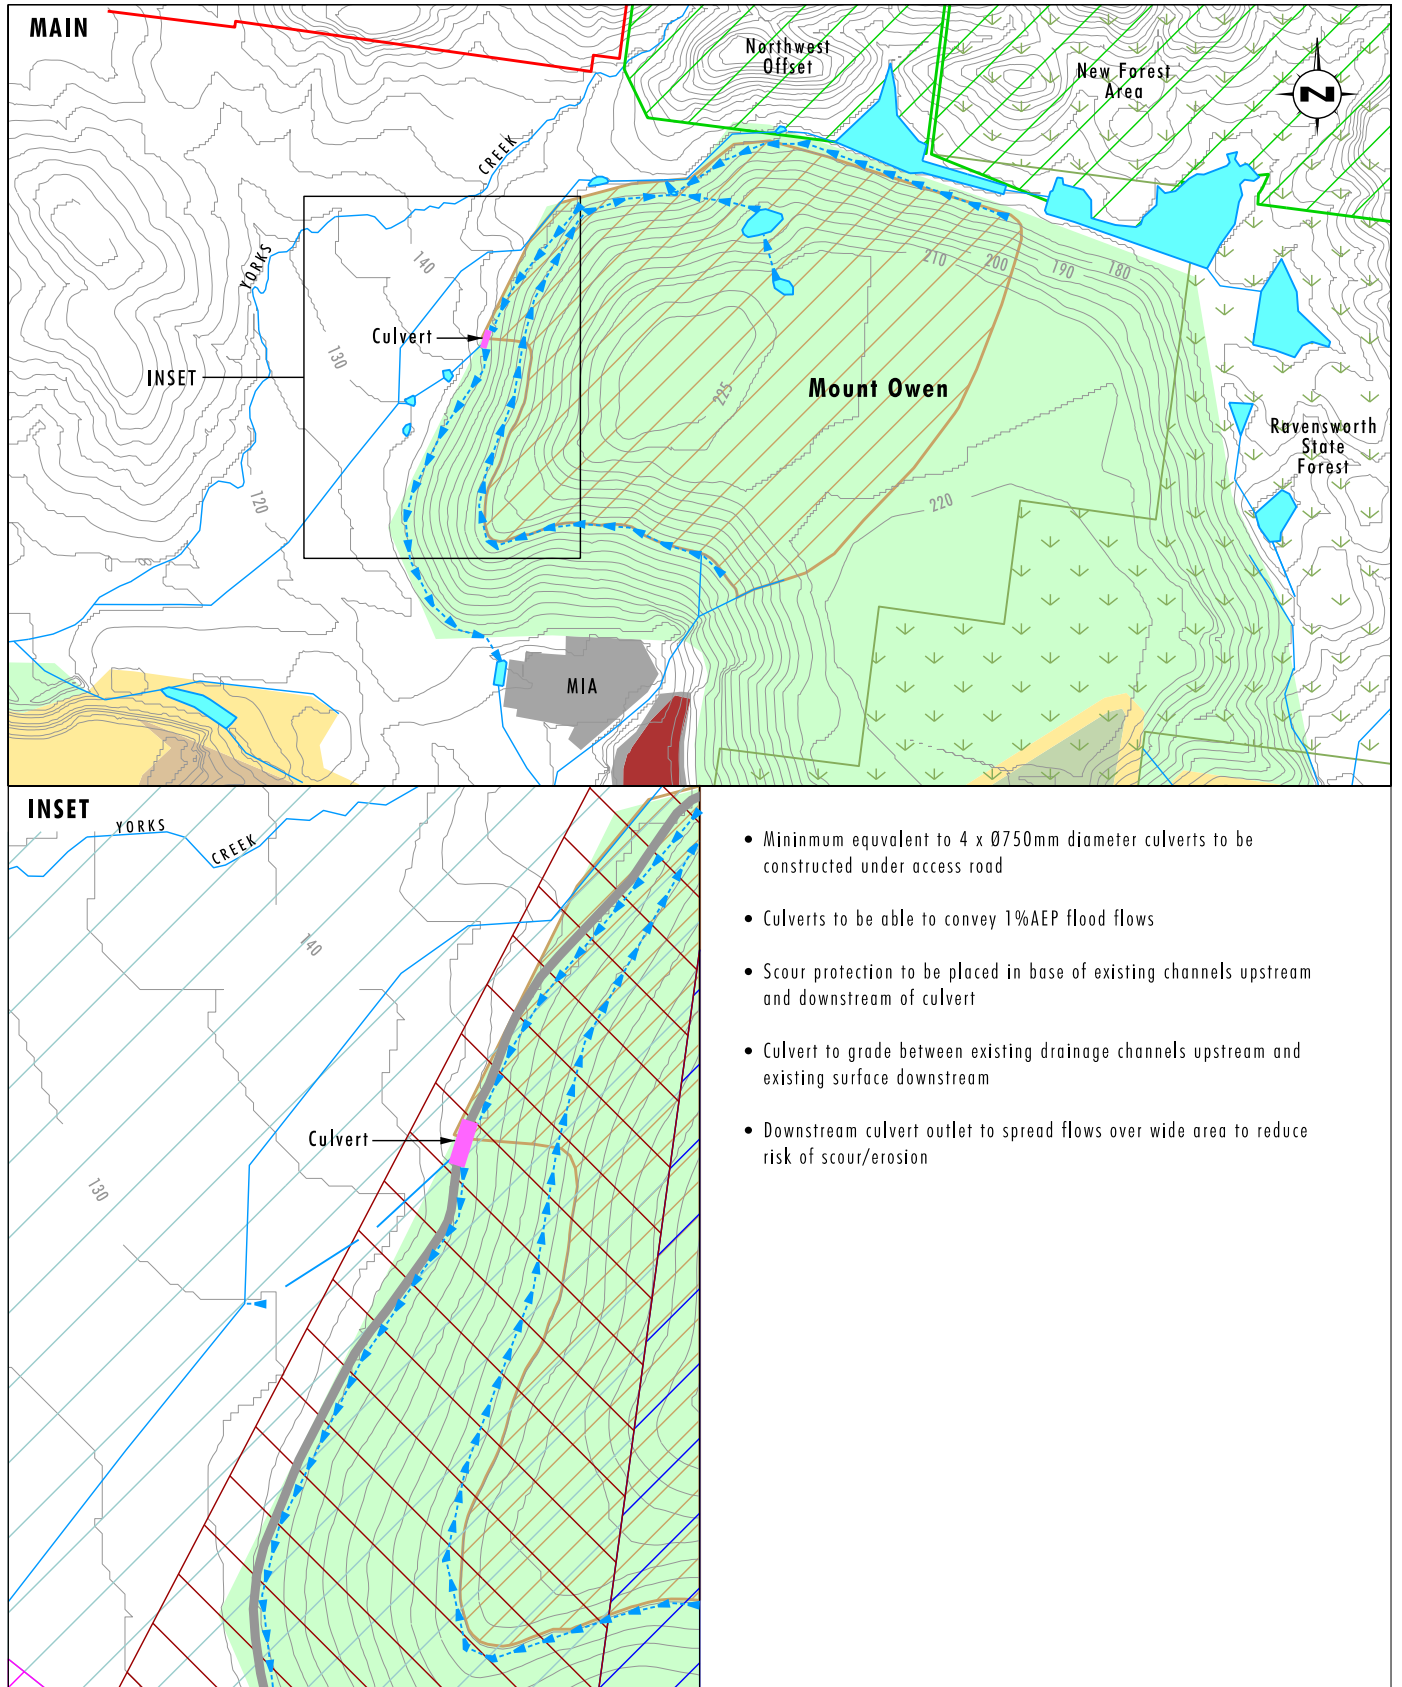 MAIN
Northwest
Offset
New Forest
Area
N
CREEK
YORKS
140
210
200
190
180
Culvert
130
INSET
225
Mount Owen
Ravensworth
State
Forest
120
220
MIA
INSET
YORKS
CREEK
140
Culvert
130
• Mininmum equvalent to 4 x Ø750mm diameter culverts to be
constructed under access road
• Culverts to be able to convey 1%AEP flood flows
• Scour protection to be placed in base of existing channels upstream
and downstream of culvert
• Culvert to grade between existing drainage channels upstream and
existing surface downstream
• Downstream culvert outlet to spread flows over wide area to reduce
risk of scour/erosion